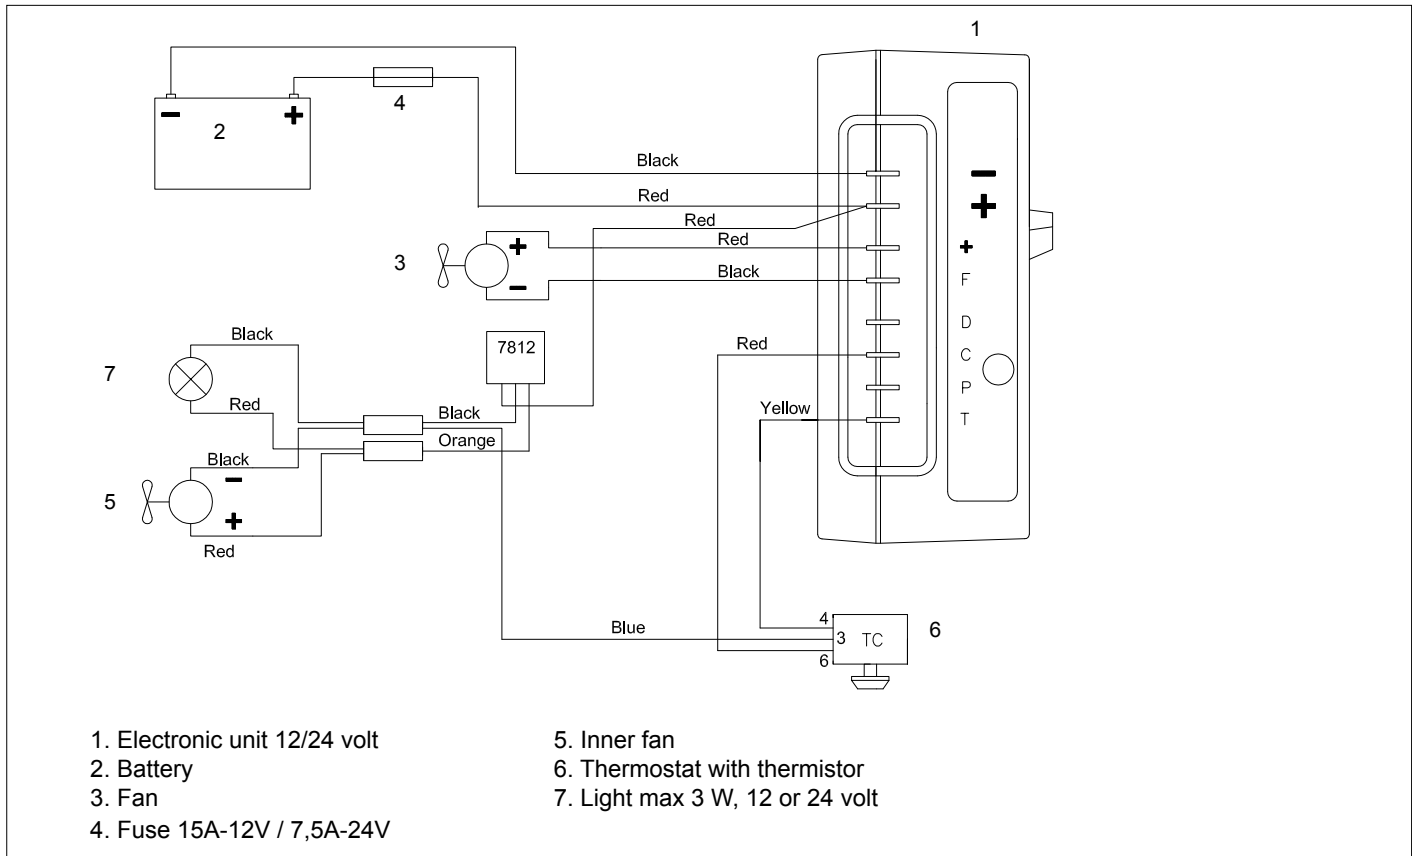 1
4
2
Black
Red
Red
Red
3
Black
F
D
Black
7812
Red
C
7
P
Red
Black
Yellow
T
Orange
Black
5
Red
4
Blue
3 TC
6
6
1. Electronic unit 12/24 volt
2. Battery
3. Fan
4. Fuse 15A-12V / 7,5A-24V
5. Inner fan
6. Thermostat with thermistor
7. Light max 3 W, 12 or 24 volt